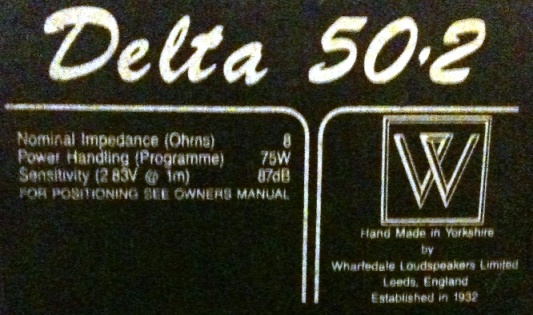 Delta 50.2
Nominal Impedance (Ohms) 8
Power Handling (Programme) 75W
Sensitivity (2.83V @ 1m) 87dB
FOR POSITIONING SEE OWNERS MANUAL
W
Hand Made in Yorkshire
by
Wharfedale Loudspeakers Limited
Leeds, England
Established in 1932